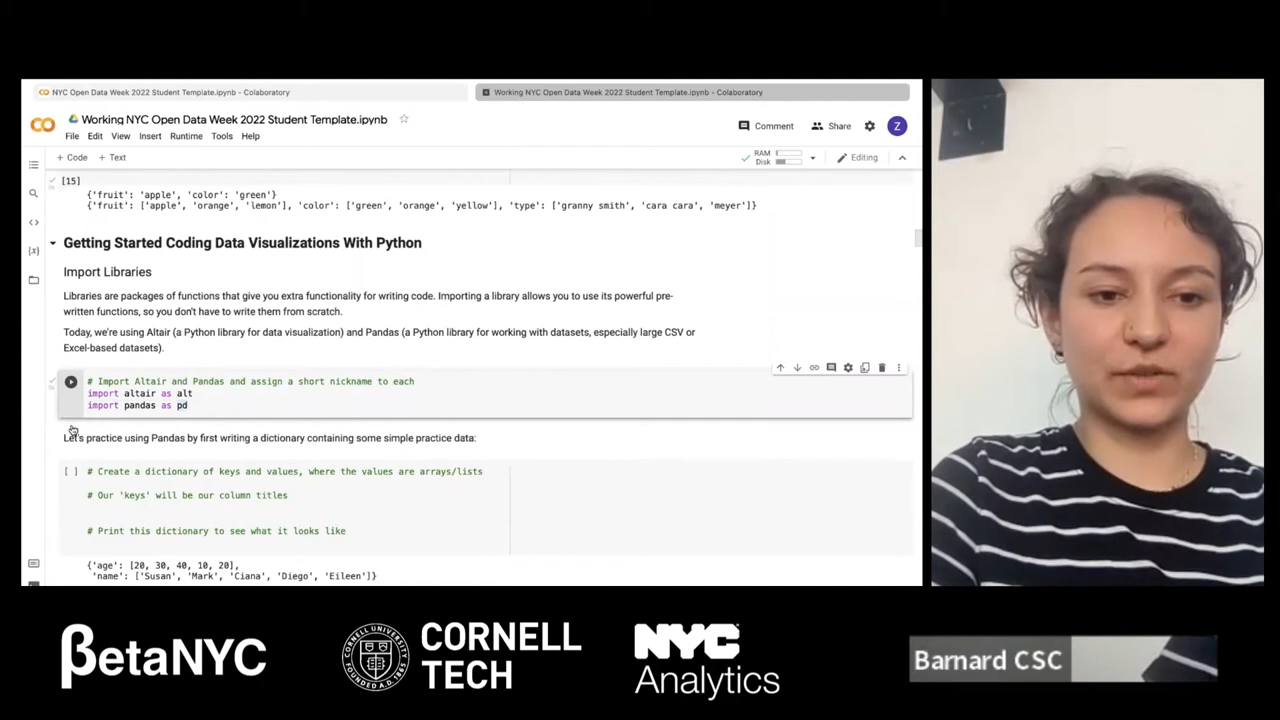 NYC Open Data Week 2022 Student Template.ipynb - Colaboratory
Working NYC Open Data Week 2022 Student Template.ipynb - Colaboratory
Working NYC Open Data Week 2022 Student Template.ipynb
File Edit View Insert Runtime Tools Help
Comment Share Z
+ Code + Text
RAM
Disk
Editing
[15]
{'fruit': 'apple', 'color': 'green'}
{'fruit': ['apple', 'orange', 'lemon'], 'color': ['green', 'orange', 'yellow'], 'type': ['granny smith', 'cara cara', 'meyer']}
Getting Started Coding Data Visualizations With Python
Import Libraries
Libraries are packages of functions that give you extra functionality for writing code. Importing a library allows you to use its powerful pre-
written functions, so you don't have to write them from scratch.
Today, we're using Altair (a Python library for data visualization) and Pandas (a Python library for working with datasets, especially large CSV or
Excel-based datasets).
# Import Altair and Pandas and assign a short nickname to each
import altair as alt
import pandas as pd
Let's practice using Pandas by first writing a dictionary containing some simple practice data:
[ ] # Create a dictionary of keys and values, where the values are arrays/lists
# Our 'keys' will be our column titles
# Print this dictionary to see what it looks like
{'age': [20, 30, 40, 10, 20],
'name': ['Susan', 'Mark', 'Ciana', 'Diego', 'Eileen']}
βetaNYC
CORNELL UNIVERSITY
FOUNDED A.D. 1865
CORNELL
TECH
NYC
Analytics
Barnard CSC